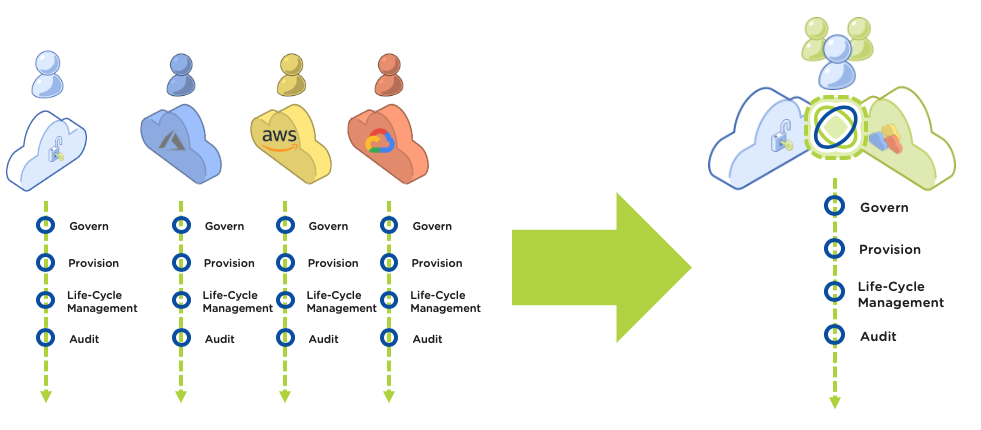 aws
Govern
Provision
Life-Cycle
Management
Audit
Govern
Provision
Life-Cycle
Management
Audit
Govern
Provision
Life-Cycle
Management
Audit
Govern
Provision
Life-Cycle
Management
Audit
Govern
Provision
Life-Cycle
Management
Audit